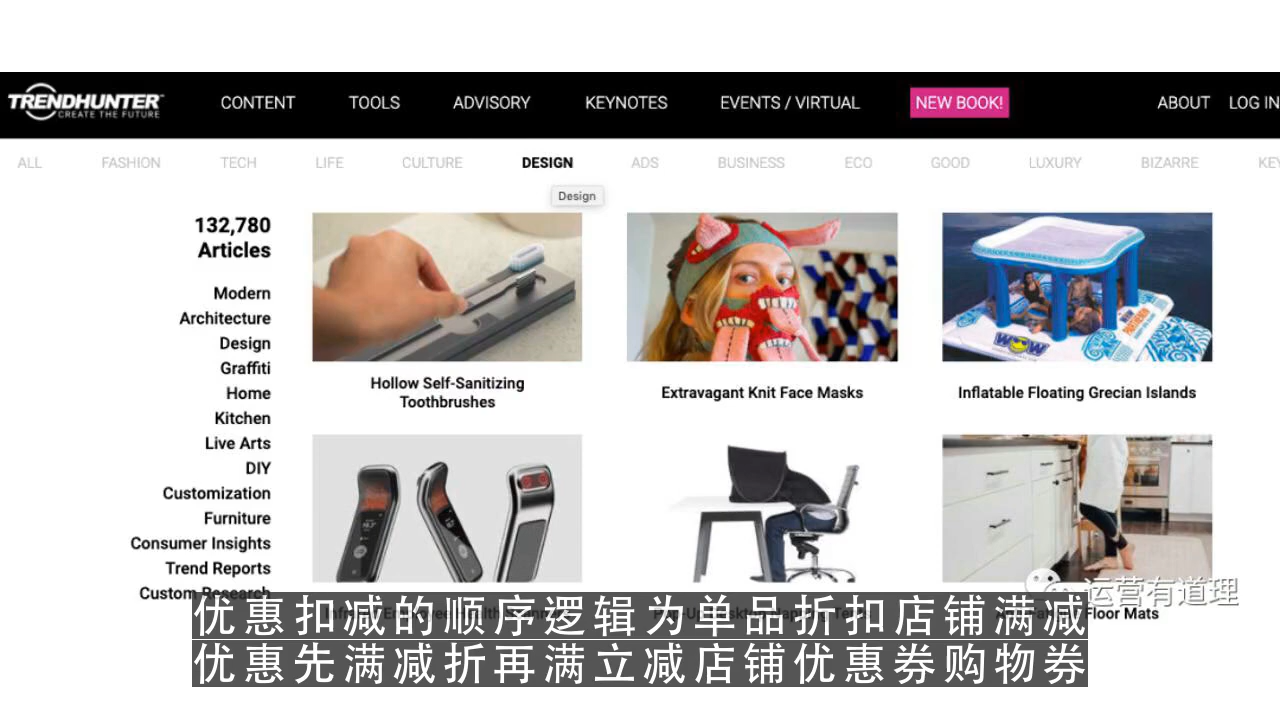 TRENDHUNTER
CREATE THE FUTURE
CONTENT TOOLS ADVISORY KEYNOTES EVENTS / VIRTUAL NEW BOOK! ABOUT LOG IN
ALL FASHION TECH LIFE CULTURE DESIGN ADS BUSINESS ECO GOOD LUXURY BIZARRE
Design
132,780
Articles
Modern
Architecture
Design
Graffiti
Home
Kitchen
Live Arts
DIY
Customization
Furniture
Consumer Insights
Trend Reports
Custom Research
Hollow Self-Sanitizing
Toothbrushes
Extravagant Knit Face Masks
WOW
Inflatable Floating Grecian Islands
Floor Mats
运营有道理
优惠扣减的顺序逻辑为单品折扣店铺满减
优惠先满减折再满立减店铺优惠券购物券